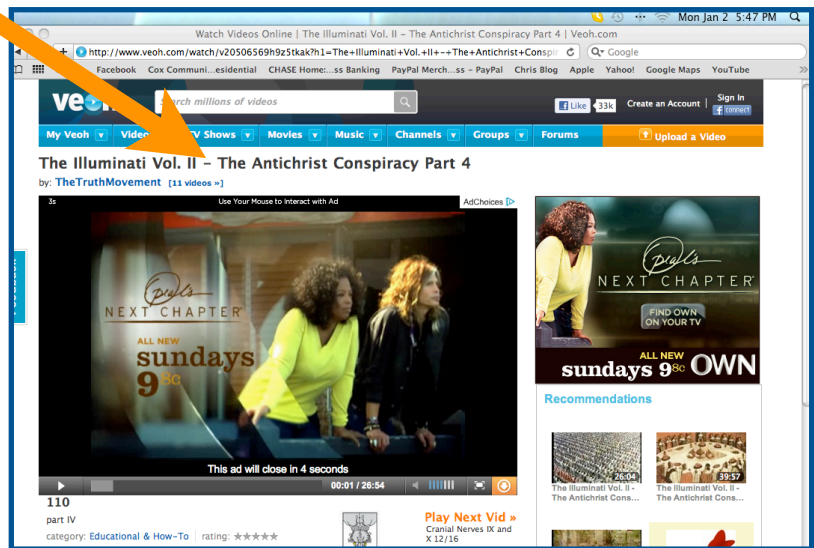 Mon Jan 2 5:47 PM
Watch Videos Online | The Illuminati Vol. II – The Antichrist Conspiracy Part 4 | Veoh.com
http://www.veoh.com/watch/v20506569h9z5tkak?h1=The+Illuminati+Vol.+II+-+The+Antichrist+Conspir
Google
Facebook Cox Communi...esidential CHASE Home:...ss Banking PayPal Merch...ss – PayPal Chris Blog Apple Yahoo! Google Maps YouTube
Search millions of videos
Like 33k Create an Account | Sign In
connect
My Veoh TV Shows Movies Music Channels Groups Forums Upload a Video
The Illuminati Vol. II – The Antichrist Conspiracy Part 4
by: TheTruthMovement [11 videos »]
3s Use Your Mouse to Interact with Ad AdChoices
Oprah's
NEXT CHAPTER
ALL NEW
sundays
9 8c
This ad will close in 4 seconds
00:01 / 26:54
110
part IV
category: Educational & How-To rating: ★★★★★
Play Next Vid »
Cranial Nerves IX and
X 12/16
Oprah's
NEXT CHAPTER
FIND OWN
ON YOUR TV
ALL NEW
sundays 9 8c OWN
Recommendations
26:04
The Illuminati Vol. II -
The Antichrist Cons...
39:57
The Illuminati Vol. II -
The Antichrist Cons...